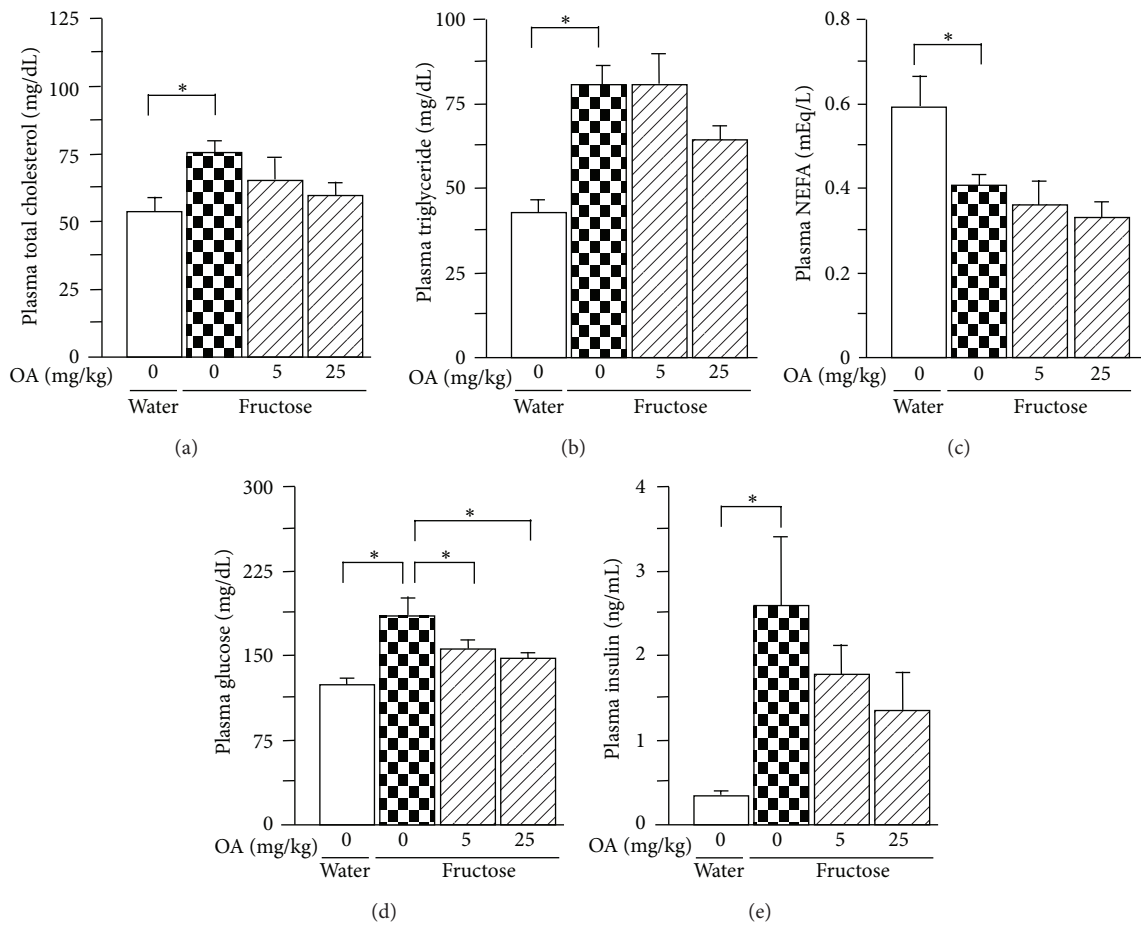 Plasma total cholesterol (mg/dL)
125
100
75
50
25
0
*
OA (mg/kg)
0 0 5 25
Water Fructose
(a)
Plasma triglyceride (mg/dL)
100
75
50
25
0
*
OA (mg/kg)
0 0 5 25
Water Fructose
(b)
Plasma NEFA (mEq/L)
0.8
0.6
0.4
0.2
0
*
OA (mg/kg)
0 0 5 25
Water Fructose
(c)
Plasma glucose (mg/dL)
300
225
150
75
0
*
* *
OA (mg/kg)
0 0 5 25
Water Fructose
(d)
Plasma insulin (ng/mL)
4
3
2
1
0
*
OA (mg/kg)
0 0 5 25
Water Fructose
(e)